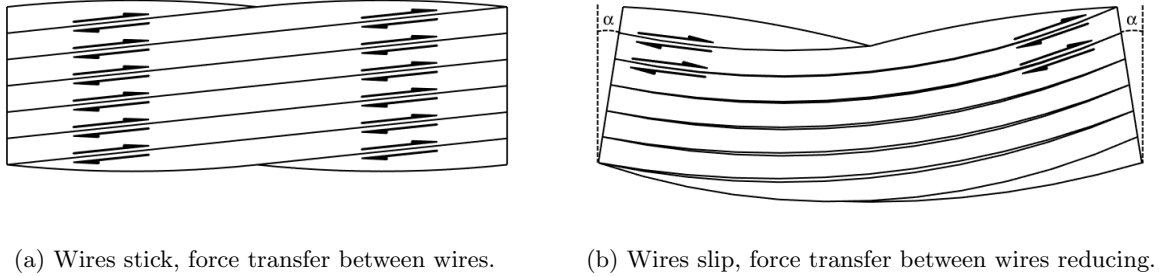 α
α
(a) Wires stick, force transfer between wires.
(b) Wires slip, force transfer between wires reducing.